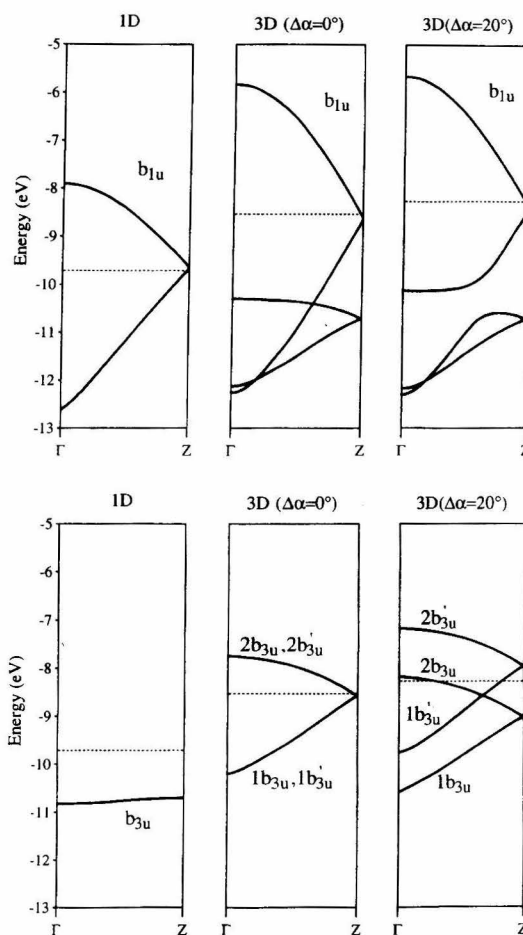 1D
3D (Δα=0°)
3D(Δα=20°)
Energy (eV)
-5
-6
-7
-8
-9
-10
-11
-12
-13
b1u
b1u
b1u
Γ
Z
Γ
Z
Γ
Z
1D
3D (Δα=0°)
3D(Δα=20°)
Energy (eV)
-5
-6
-7
-8
-9
-10
-11
-12
-13
b3u
2b3u,2b'3u
1b3u,1b'3u
2b'3u
2b3u
1b'3u
1b3u
Γ
Z
Γ
Z
Γ
Z